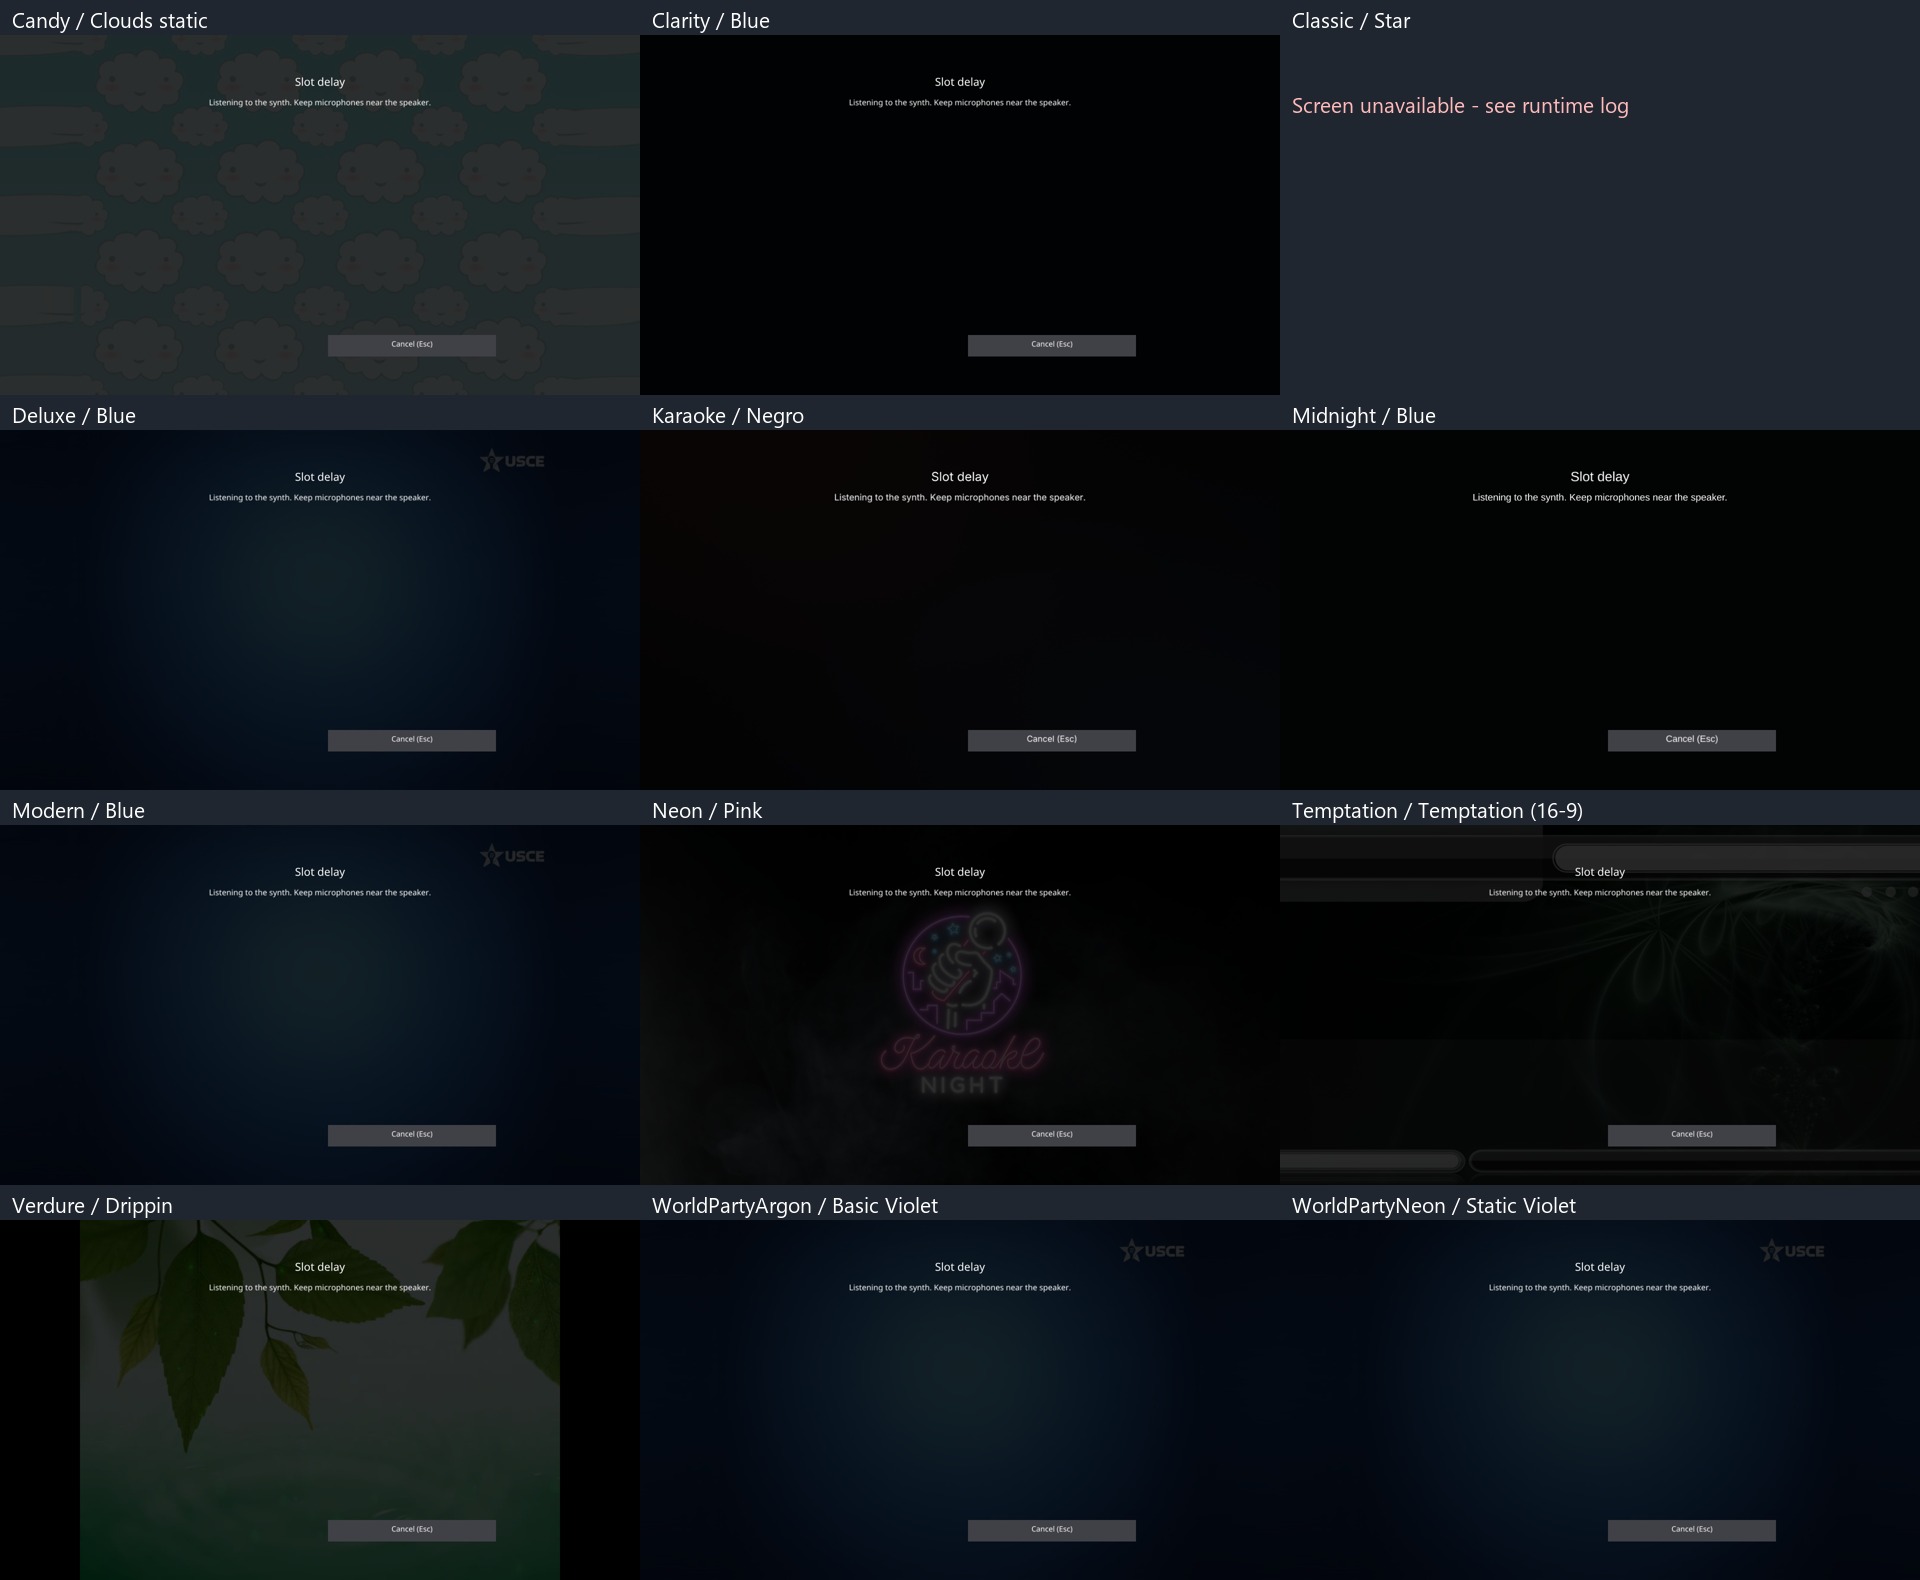 Candy / Clouds static
Slot delay
Listening to the synth. Keep microphones near the speaker.
Cancel (Esc)
Clarity / Blue
Slot delay
Listening to the synth. Keep microphones near the speaker.
Cancel (Esc)
Classic / Star
Screen unavailable - see runtime log
Deluxe / Blue
USCE
Slot delay
Listening to the synth. Keep microphones near the speaker.
Cancel (Esc)
Karaoke / Negro
Slot delay
Listening to the synth. Keep microphones near the speaker.
Cancel (Esc)
Midnight / Blue
Slot delay
Listening to the synth. Keep microphones near the speaker.
Cancel (Esc)
Modern / Blue
USCE
Slot delay
Listening to the synth. Keep microphones near the speaker.
Cancel (Esc)
Neon / Pink
Slot delay
Listening to the synth. Keep microphones near the speaker.
Karaoke
NIGHT
Cancel (Esc)
Temptation / Temptation (16-9)
Slot delay
Listening to the synth. Keep microphones near the speaker.
Cancel (Esc)
Verdure / Drippin
Slot delay
Listening to the synth. Keep microphones near the speaker.
Cancel (Esc)
WorldPartyArgon / Basic Violet
USCE
Slot delay
Listening to the synth. Keep microphones near the speaker.
Cancel (Esc)
WorldPartyNeon / Static Violet
USCE
Slot delay
Listening to the synth. Keep microphones near the speaker.
Cancel (Esc)